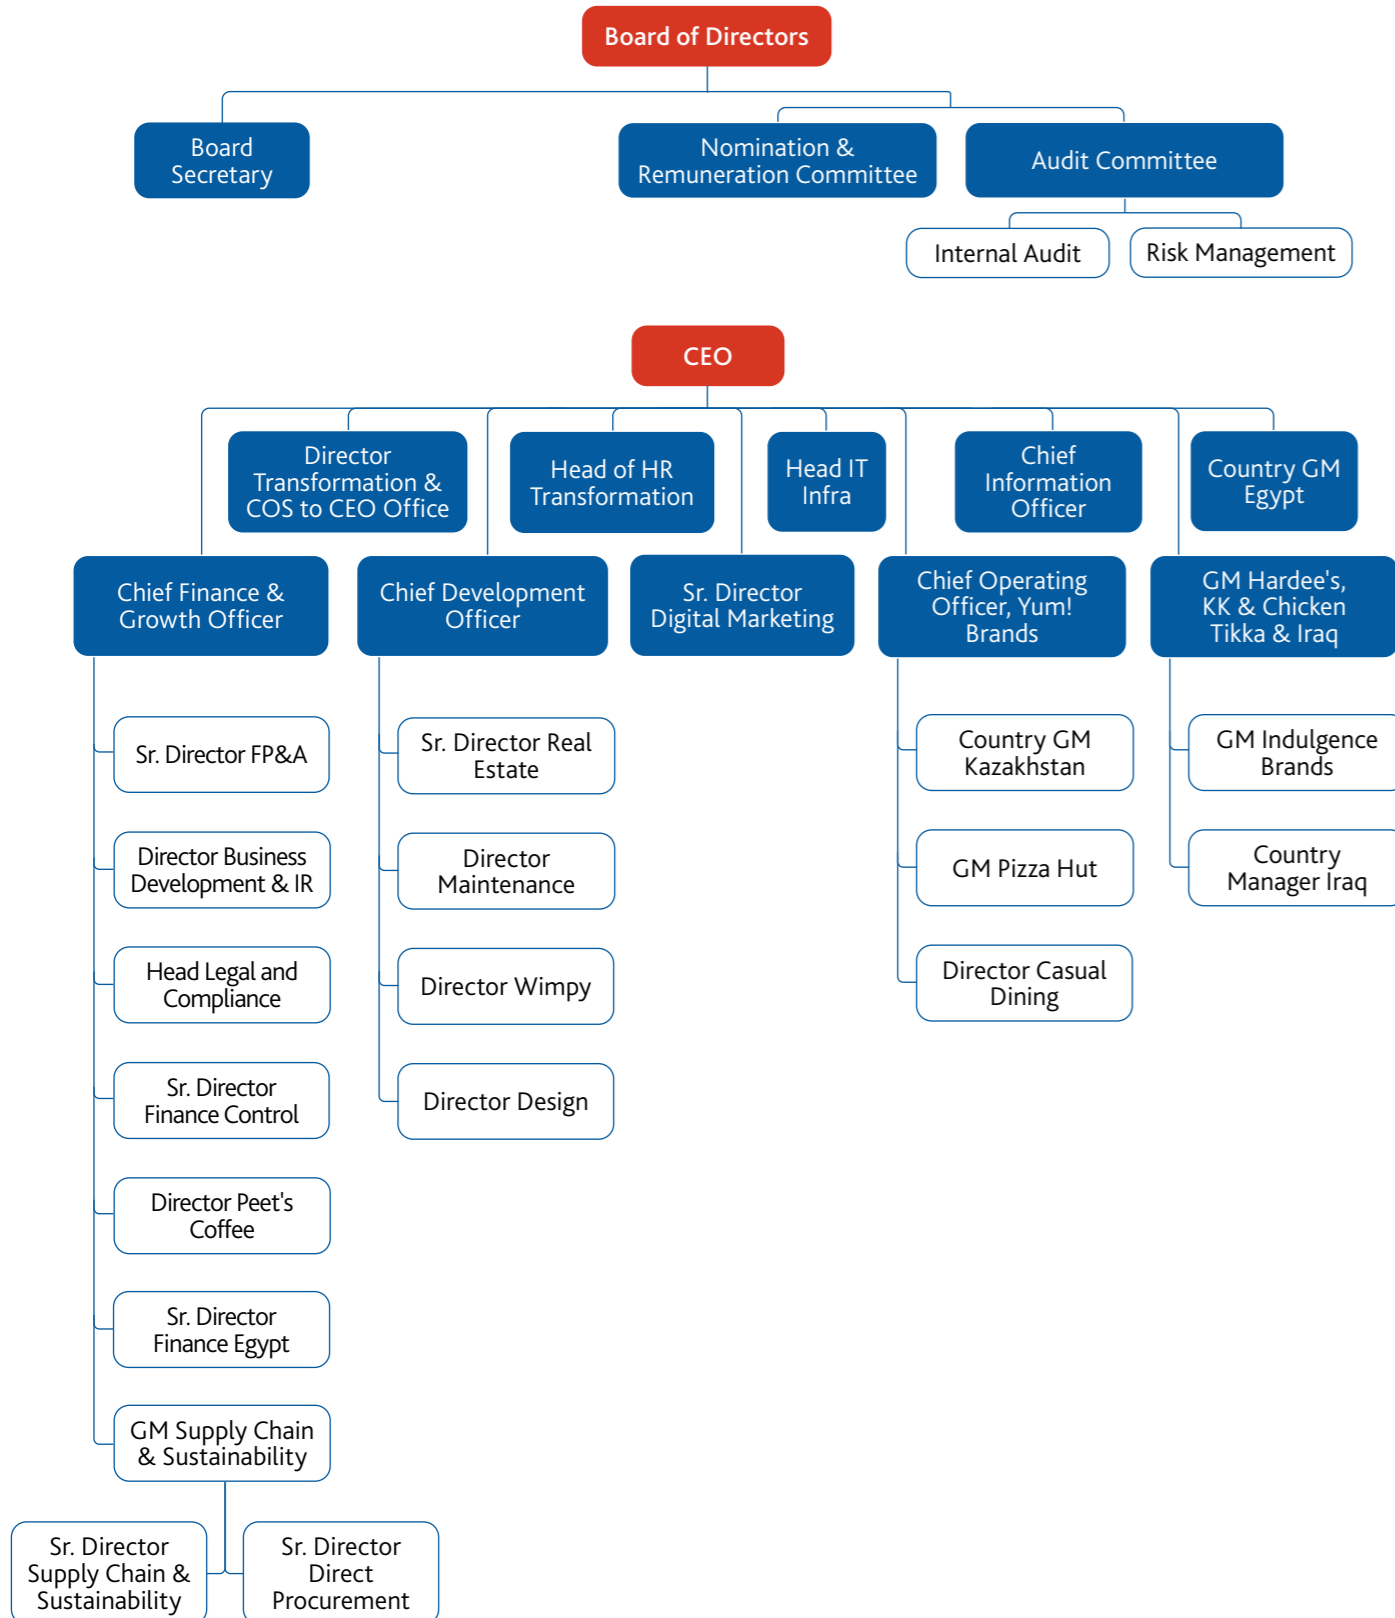 Board of Directors
Board
Secretary
Nomination &
Remuneration Committee
Audit Committee
Internal Audit
Risk Management
CEO
Director
Transformation &
COS to CEO Office
Head of HR
Transformation
Head IT
Infra
Chief
Information
Officer
Country GM
Egypt
Chief Finance &
Growth Officer
Chief Development
Officer
Sr. Director
Digital Marketing
Chief Operating
Officer, Yum!
Brands
GM Hardee's,
KK & Chicken
Tikka & Iraq
Sr. Director FP&A
Director Business
Development & IR
Head Legal and
Compliance
Sr. Director
Finance Control
Director Peet's
Coffee
Sr. Director
Finance Egypt
GM Supply Chain
& Sustainability
Sr. Director
Supply Chain &
Sustainability
Sr. Director
Direct
Procurement
Sr. Director Real
Estate
Director
Maintenance
Director Wimpy
Director Design
Country GM
Kazakhstan
GM Pizza Hut
Director Casual
Dining
GM Indulgence
Brands
Country
Manager Iraq